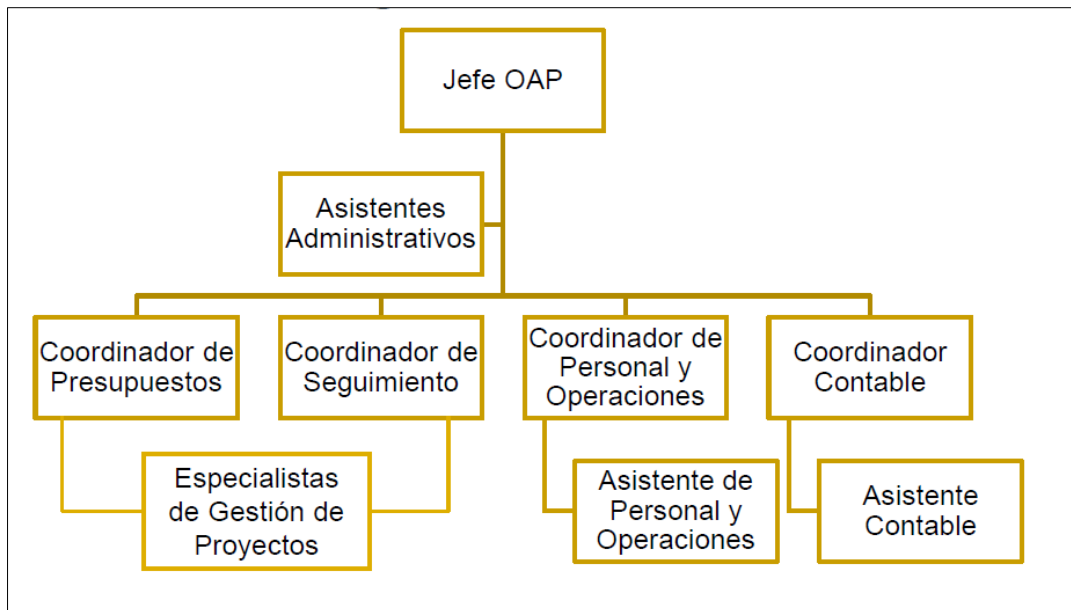 Jefe OAP
Asistentes
Administrativos
Coordinador de
Presupuestos
Coordinador de
Seguimiento
Coordinador de
Personal y
Operaciones
Coordinador
Contable
Especialistas
de Gestión de
Proyectos
Asistente de
Personal y
Operaciones
Asistente
Contable